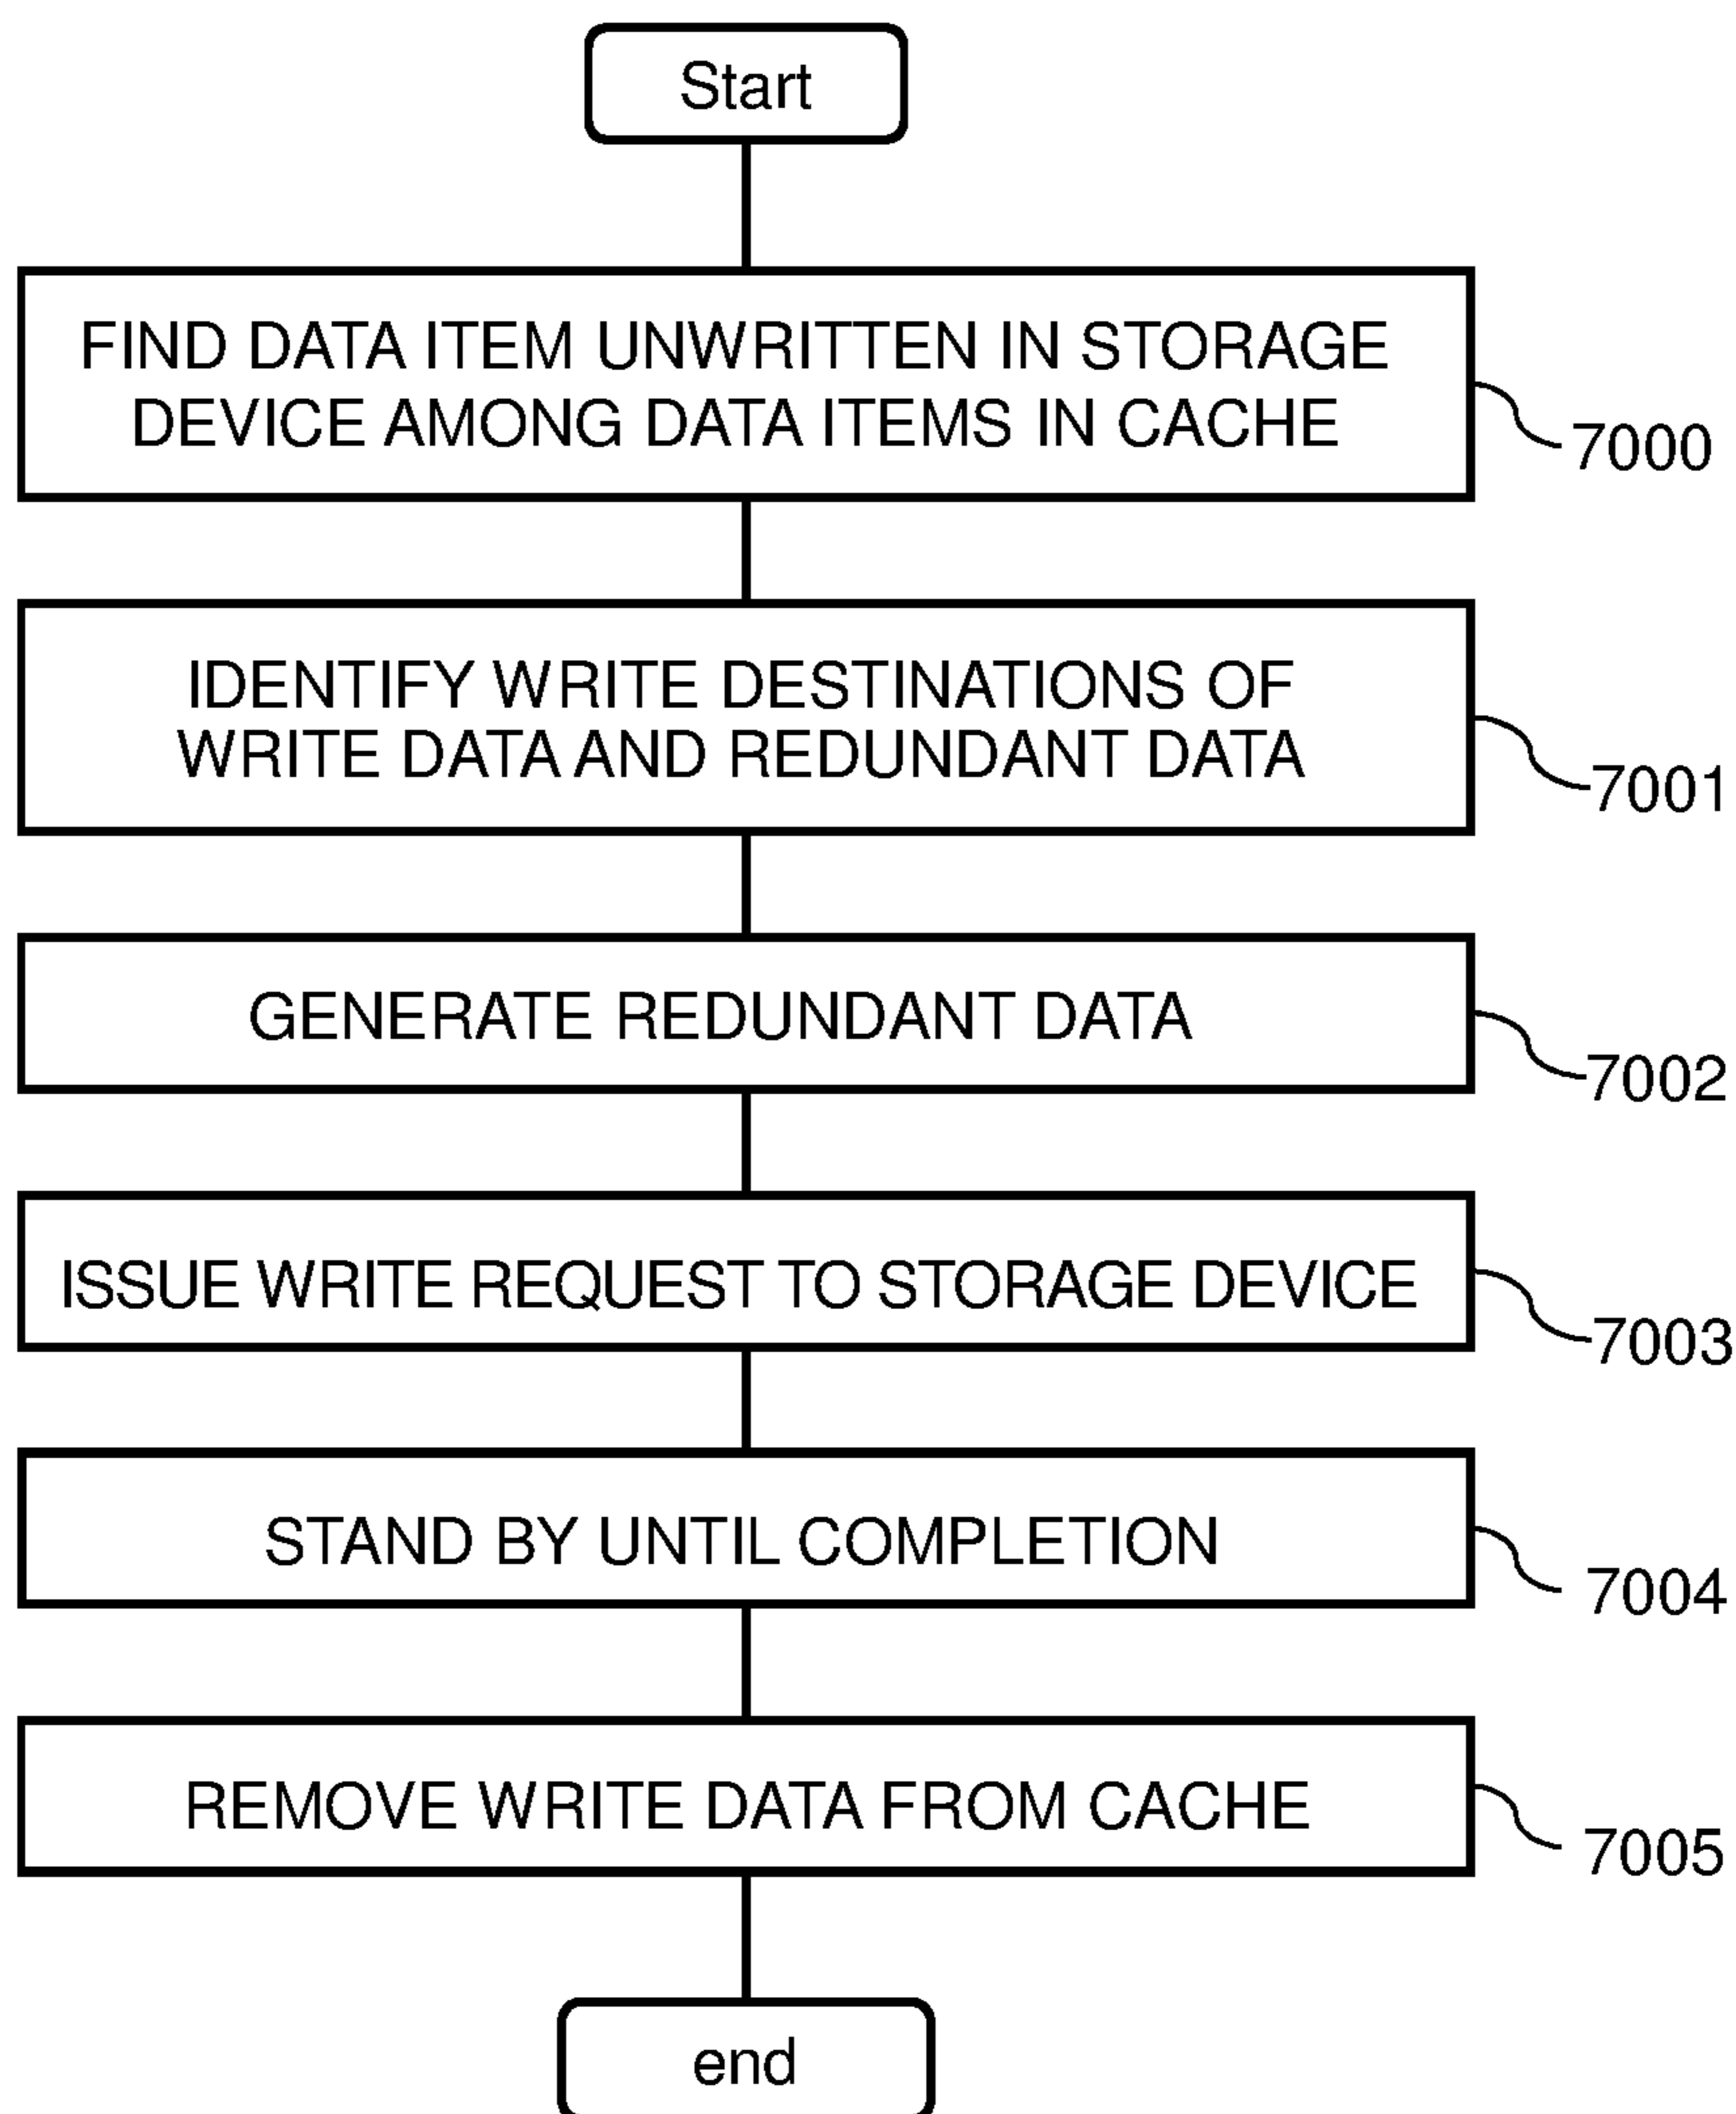 Start
FIND DATA ITEM UNWRITTEN IN STORAGE
DEVICE AMONG DATA ITEMS IN CACHE
7000
IDENTIFY WRITE DESTINATIONS OF
WRITE DATA AND REDUNDANT DATA
7001
GENERATE REDUNDANT DATA
7002
ISSUE WRITE REQUEST TO STORAGE DEVICE
7003
STAND BY UNTIL COMPLETION
7004
REMOVE WRITE DATA FROM CACHE
7005
end